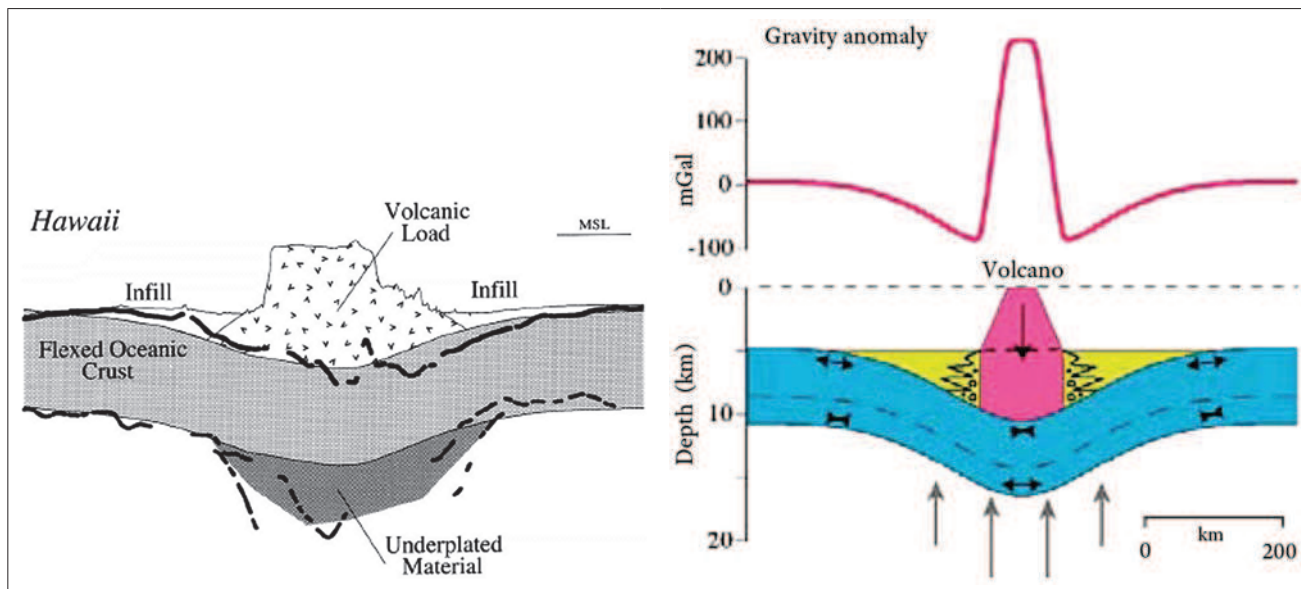 Hawaii
Volcanic
Load
MSL
Infill
Infill
Flexed Oceanic
Crust
Underplated
Material
Gravity anomaly
200
100
0
-100
mGal
Volcano
0
10
20
Depth (km)
km
0
200